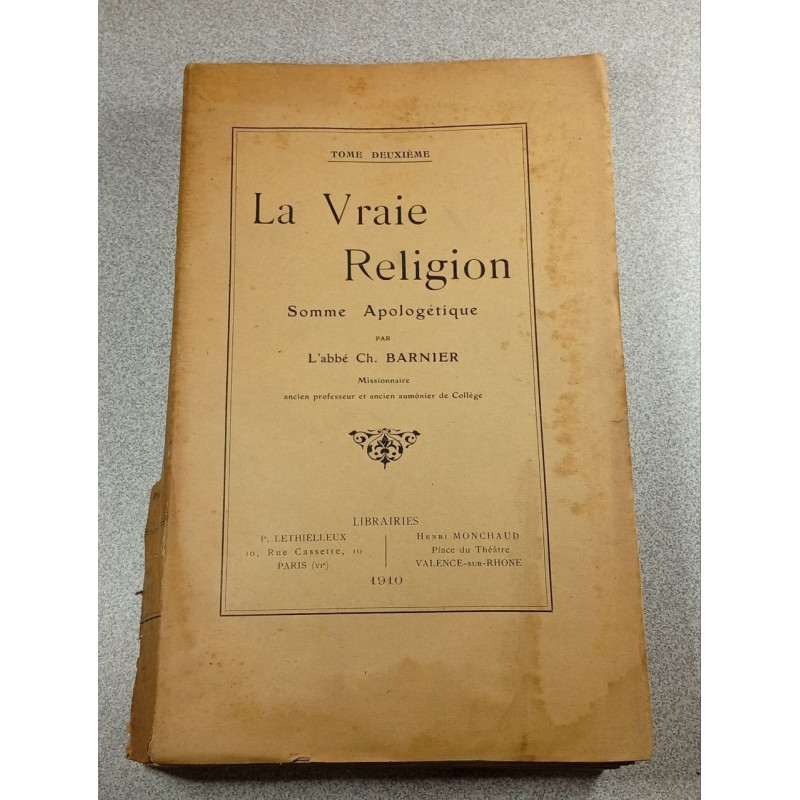 TOME DEUXIÈME
La Vraie
Religion
Somme Apologétique
PAR
L'abbé Ch. BARNIER
Missionnaire
ancien professeur et ancien aumônier de Collège
LIBRAIRIES
P. LETHIELLEUX
10, Rue Cassette, 10
PARIS (VIe)
HENRI MONCHAUD
Place du Théâtre
VALENCE-SUR-RHONE
1910